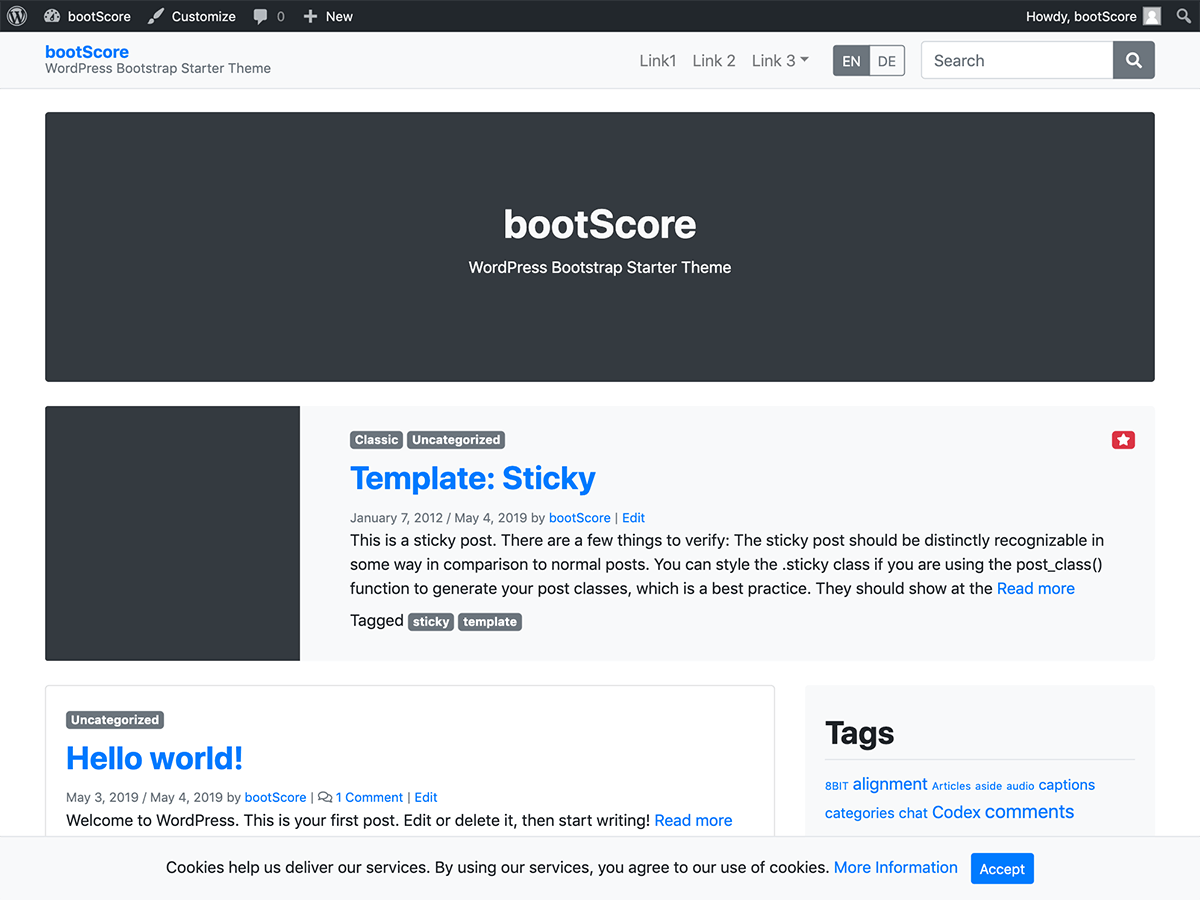 bootScore Customize 0 New Howdy, bootScore
bootScore
WordPress Bootstrap Starter Theme
Link1 Link 2 Link 3 EN DE Search
bootScore
WordPress Bootstrap Starter Theme
Classic Uncategorized
Template: Sticky
January 7, 2012 / May 4, 2019 by bootScore | Edit
This is a sticky post. There are a few things to verify: The sticky post should be distinctly recognizable in
some way in comparison to normal posts. You can style the .sticky class if you are using the post_class()
function to generate your post classes, which is a best practice. They should show at the Read more
Tagged sticky template
Uncategorized
Hello world!
May 3, 2019 / May 4, 2019 by bootScore | 1 Comment | Edit
Welcome to WordPress. This is your first post. Edit or delete it, then start writing! Read more
Tags
8BIT alignment Articles aside audio captions
categories chat Codex comments
Cookies help us deliver our services. By using our services, you agree to our use of cookies. More Information Accept